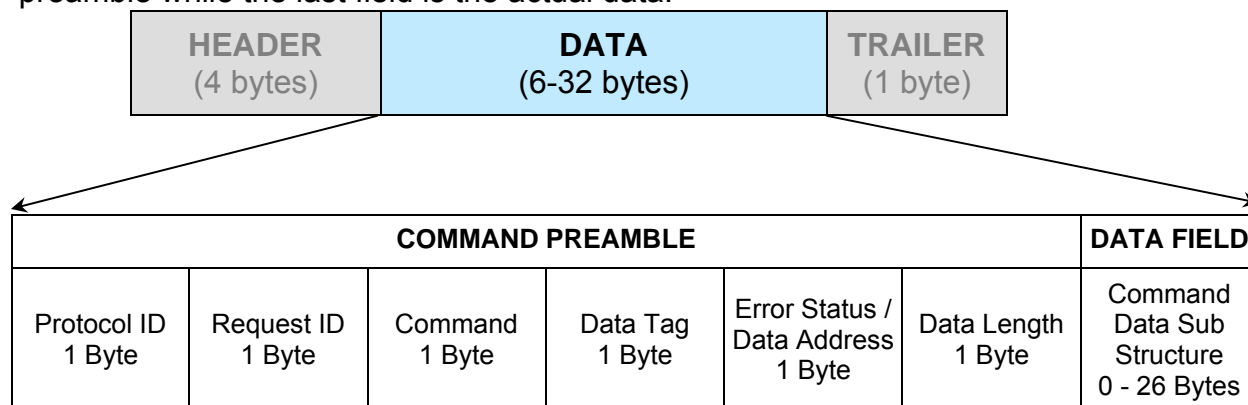 preamble while the last field is the actual data.
HEADER DATA TRAILER
(4 bytes) (6-32 bytes) (1 byte)
COMMAND PREAMBLE DATA FIELD
Protocol ID
1 Byte
Request ID
1 Byte
Command
1 Byte
Data Tag
1 Byte
Error Status /
Data Address
1 Byte
Data Length
1 Byte
Command
Data Sub
Structure
0 - 26 Bytes